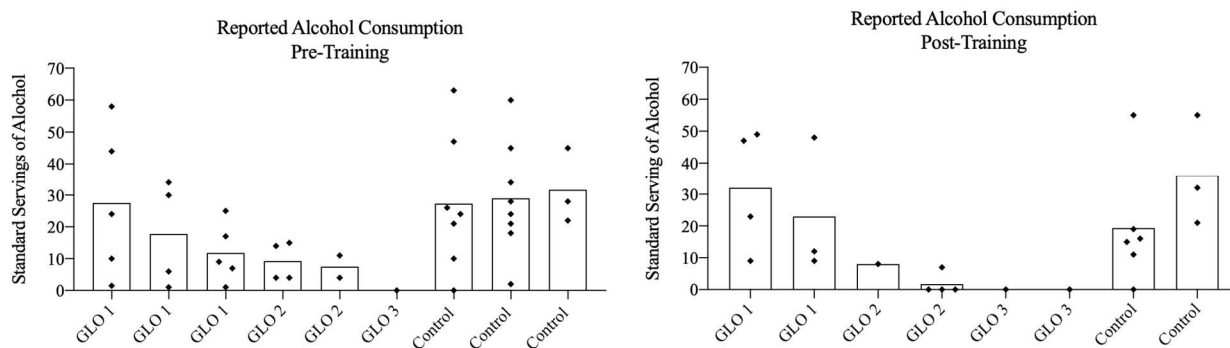 Reported Alcohol Consumption
Pre-Training
Standard Servings of Alochol
70
60
50
40
30
20
10
0
GLO 1
GLO 1
GLO 1
GLO 2
GLO 2
GLO 3
Control
Control
Control
Reported Alcohol Consumption
Post-Training
Standard Serving of Alcohol
70
60
50
40
30
20
10
0
GLO 1
GLO 1
GLO 2
GLO 2
GLO 3
GLO 3
Control
Control